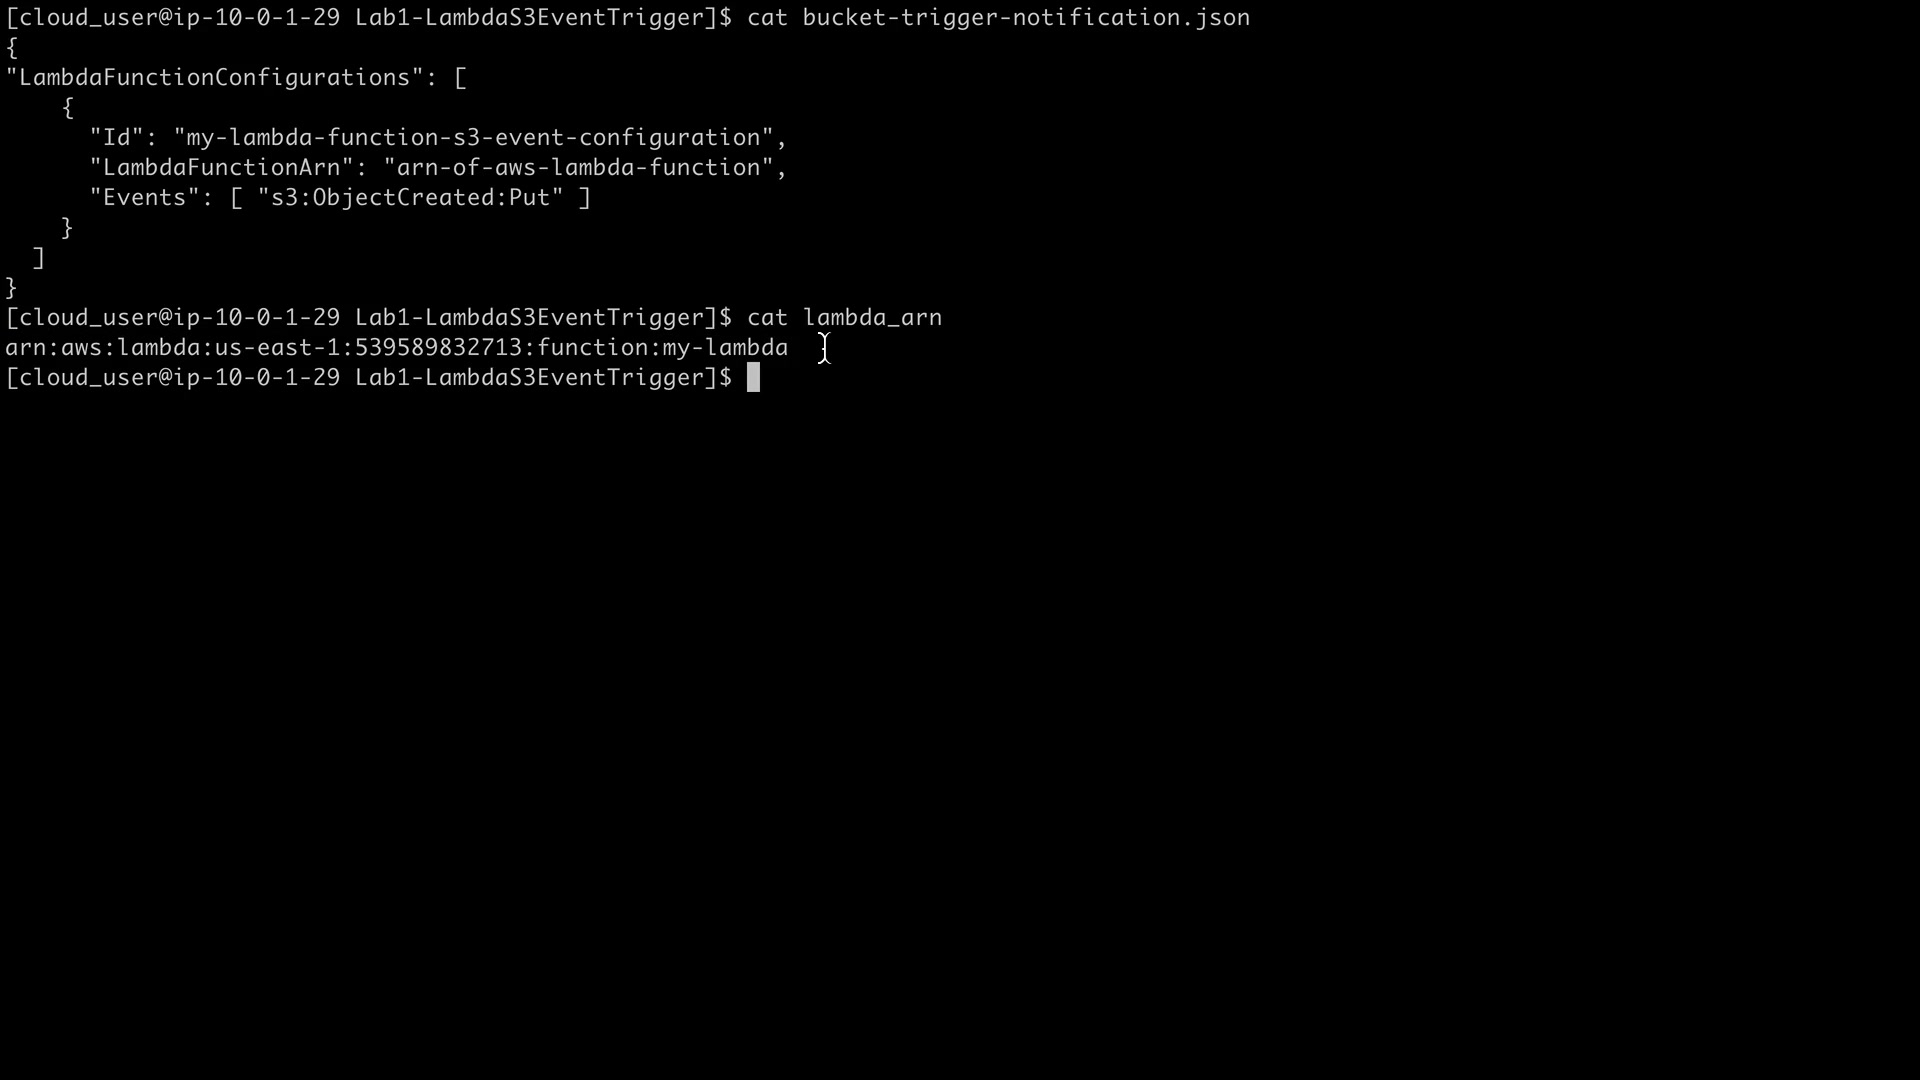 [cloud_user@ip-10-0-1-29 Lab1-LambdaS3EventTrigger]$ cat bucket-trigger-notification.json
{
"LambdaFunctionConfigurations": [
    {
      "Id": "my-lambda-function-s3-event-configuration",
      "LambdaFunctionArn": "arn-of-aws-lambda-function",
      "Events": [ "s3:ObjectCreated:Put" ]
    }
  ]
}
[cloud_user@ip-10-0-1-29 Lab1-LambdaS3EventTrigger]$ cat lambda_arn
arn:aws:lambda:us-east-1:539589832713:function:my-lambda
[cloud_user@ip-10-0-1-29 Lab1-LambdaS3EventTrigger]$